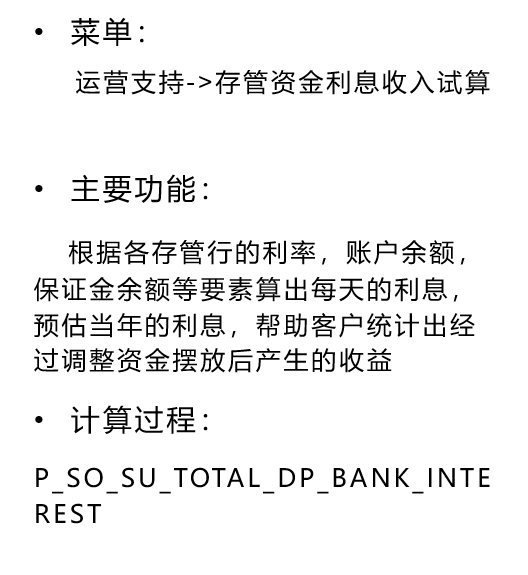 • 菜单：
运营支持->存管资金利息收入试算
• 主要功能：
根据各存管行的利率，账户余额，
保证金余额等要素算出每天的利息，
预估当年的利息，帮助客户统计出经
过调整资金摆放后产生的收益
• 计算过程：
P_SO_SU_TOTAL_DP_BANK_INTE
REST